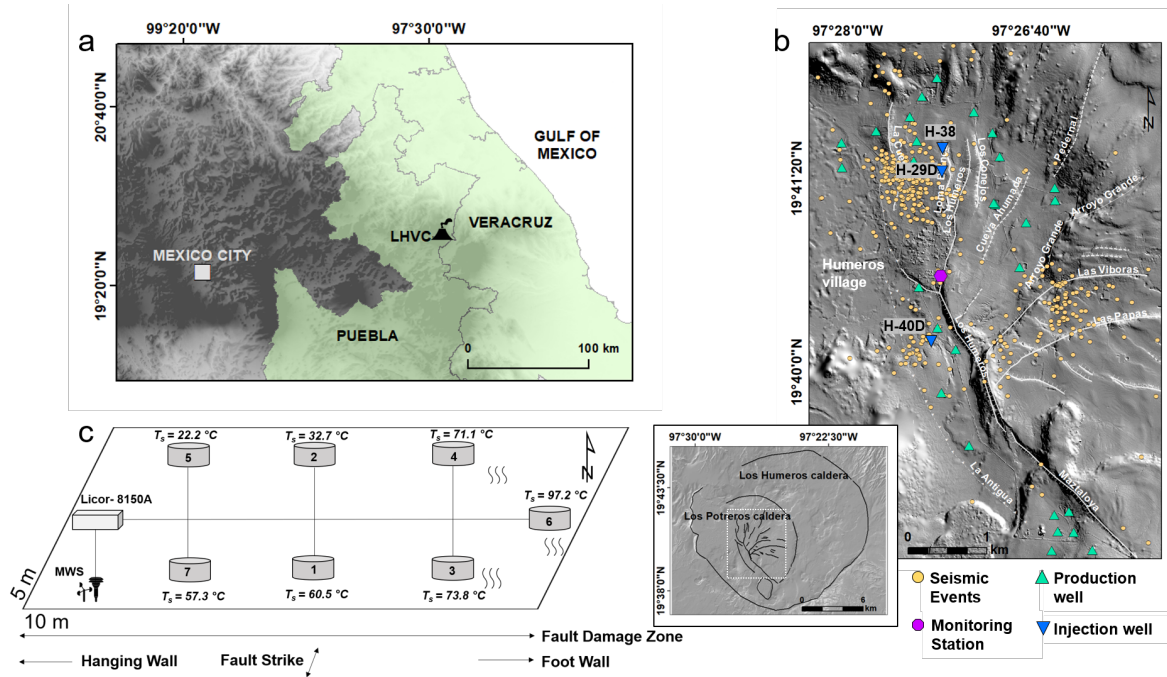 99°20'0"W
97°30'0"W
a
20°40'0"N
19°20'0"N
GULF OF
MEXICO
VERACRUZ
LHVC
MEXICO CITY
PUEBLA
0
100 km
97°28'0"W
97°26'40"W
b
19°41'20"N
19°40'0"N
N
H-38
H-29D
Los Humeros
Los Conejos
Cueva Ahumada
Pedernal
Arroyo Grande
Arroyo Grande
Humeros
village
Las Viboras
Las Papas
H-40D
Los Humeros
La Antigua
Maztaloya
0
1
km
c
Ts = 22.2 °C
Ts = 32.7 °C
Ts = 71.1 °C
5
2
4
N
Licor- 8150A
Ts = 97.2 °C
6
MWS
7
1
3
Ts = 57.3 °C
Ts = 60.5 °C
Ts = 73.8 °C
5 m
10 m
Fault Damage Zone
Hanging Wall
Fault Strike
Foot Wall
97°30'0"W
97°22'30"W
19°43'30"N
19°38'0"N
Los Humeros caldera
Los Potreros caldera
0
6
km
Seismic
Events
Production
well
Monitoring
Station
Injection well